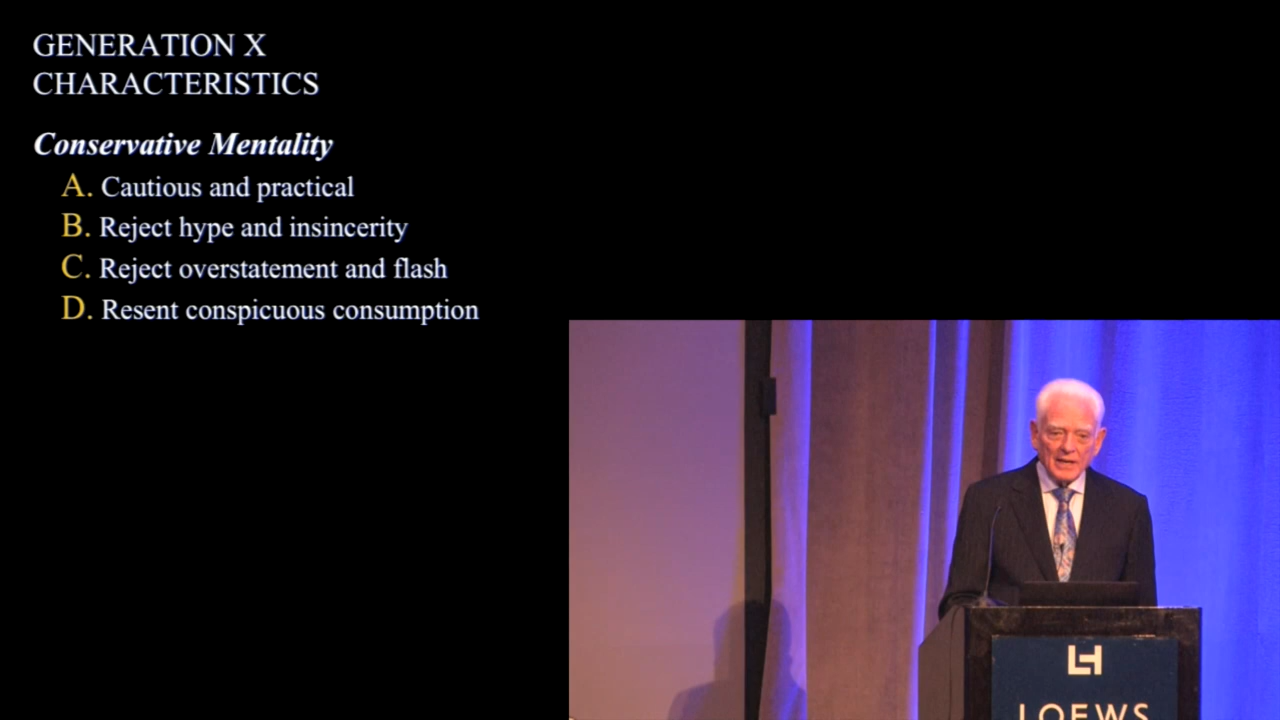 GENERATION X
CHARACTERISTICS
Conservative Mentality
A. Cautious and practical
B. Reject hype and insincerity
C. Reject overstatement and flash
D. Resent conspicuous consumption
LOEWS